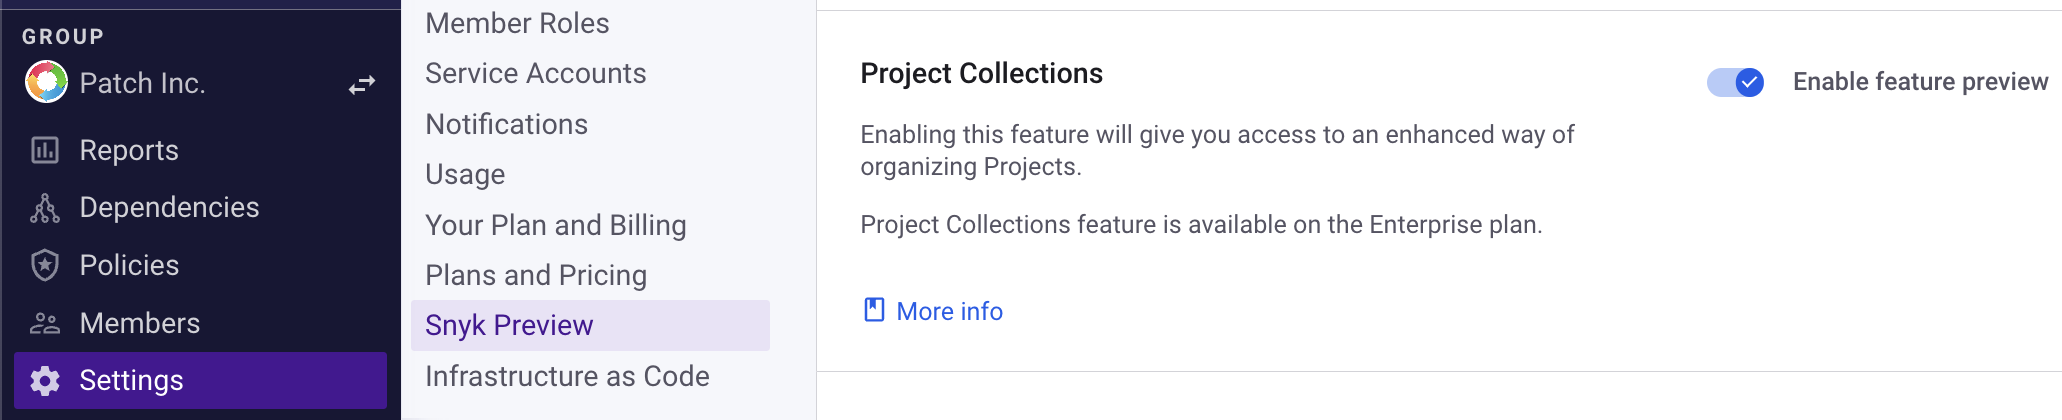 GROUP
Patch Inc.
Reports
Dependencies
Policies
Members
Settings
Member Roles
Service Accounts
Notifications
Usage
Your Plan and Billing
Plans and Pricing
Snyk Preview
Infrastructure as Code
Project Collections
Enable feature preview
Enabling this feature will give you access to an enhanced way of
organizing Projects.
Project Collections feature is available on the Enterprise plan.
More info